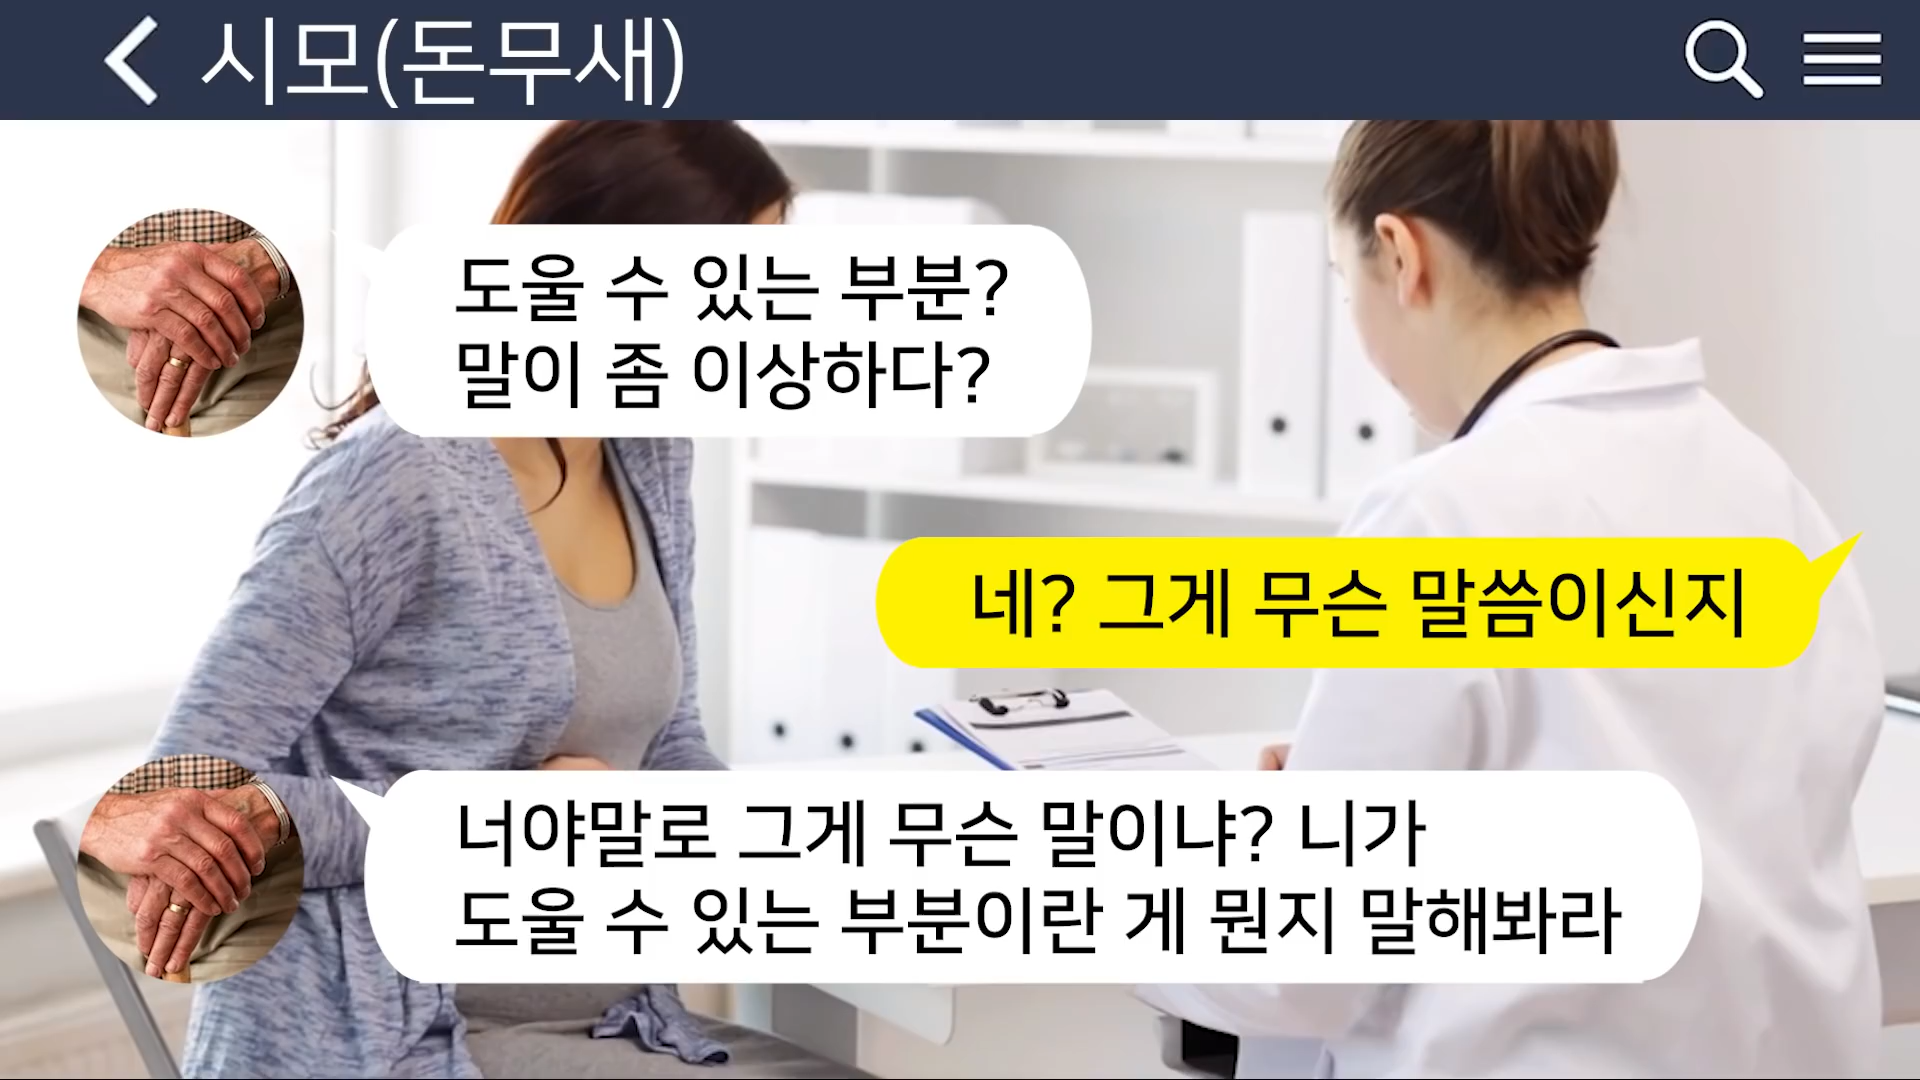 시모(돈무새)
도울 수 있는 부분?
말이 좀 이상하다?
네? 그게 무슨 말씀이신지
너야말로 그게 무슨 말이냐? 니가
도울 수 있는 부분이란 게 뭔지 말해봐라